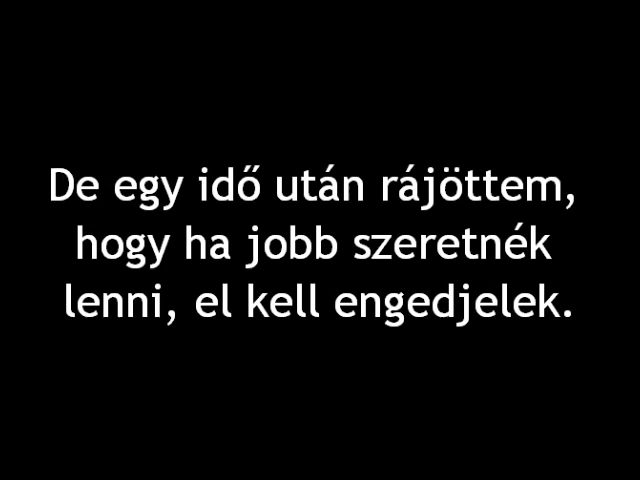 De egy idő után rájöttem,
hogy ha jobb szeretnék
lenni, el kell engedjelek.